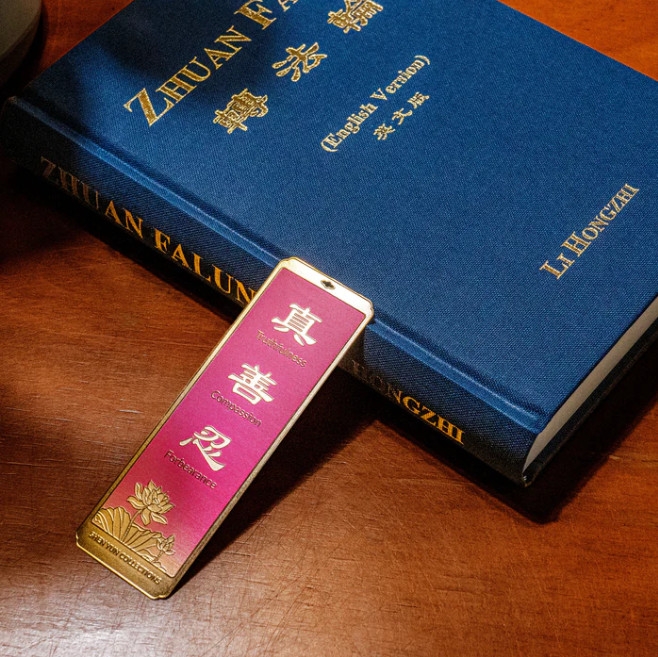 ZHUAN FA
轉法輪
(English Version)
英文版
LI HONGZHI
ZHUAN FALUN
HONGZHI
真
Truthfulness
善
Compassion
忍
Forbearance
SHEN YUN COLLECTIONS